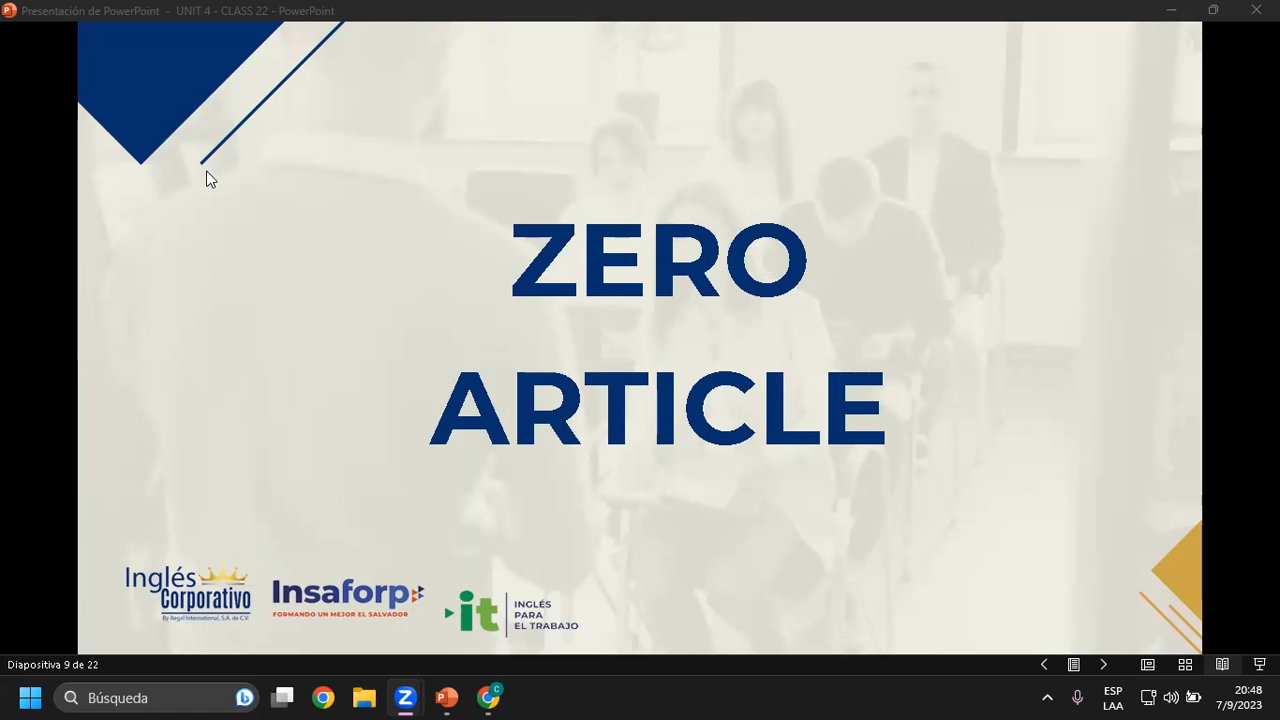 Presentación de PowerPoint - UNIT 4 - CLASS 22 - PowerPoint
ZERO
ARTICLE
Inglés
Corporativo
By Regal International, S.A. de C.V.
Insaforp
FORMANDO UN MEJOR EL SALVADOR
it
INGLÉS
PARA
EL TRABAJO
Diapositiva 9 de 22
Búsqueda
ESP
LAA
20:48
7/9/2023